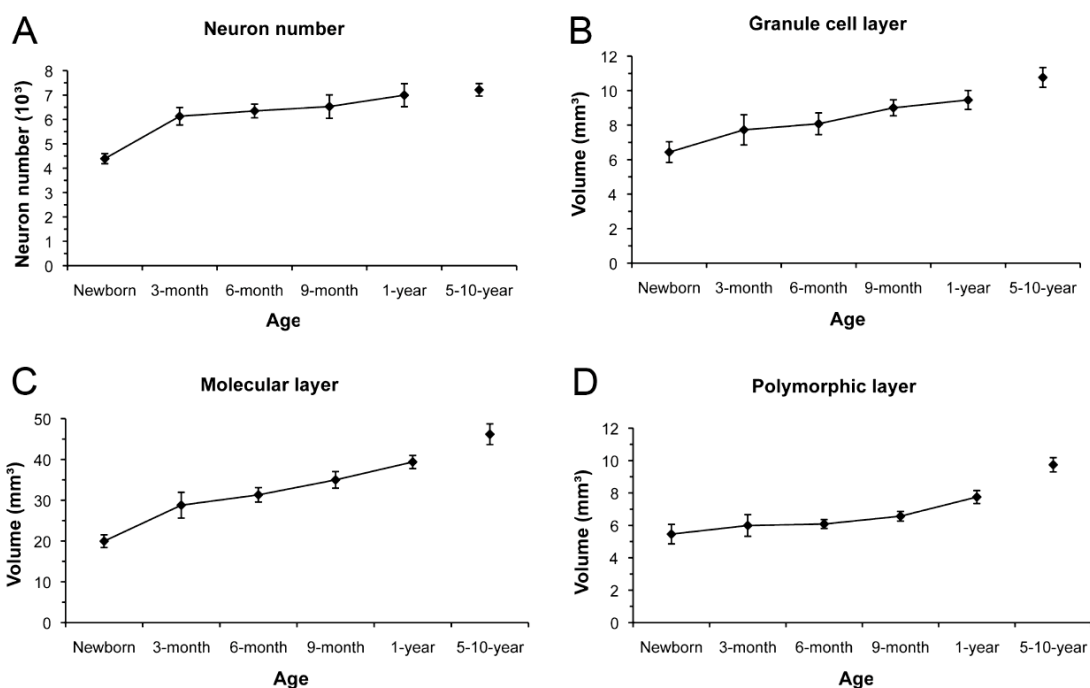 A
Neuron number
Neuron number (10³)
8
7
6
5
4
3
2
1
0
Newborn 3-month 6-month 9-month 1-year 5-10-year
Age
B
Granule cell layer
Volume (mm³)
12
10
8
6
4
2
0
Newborn 3-month 6-month 9-month 1-year 5-10-year
Age
C
Molecular layer
Volume (mm³)
50
40
30
20
10
0
Newborn 3-month 6-month 9-month 1-year 5-10-year
Age
D
Polymorphic layer
Volume (mm³)
12
10
8
6
4
2
0
Newborn 3-month 6-month 9-month 1-year 5-10-year
Age